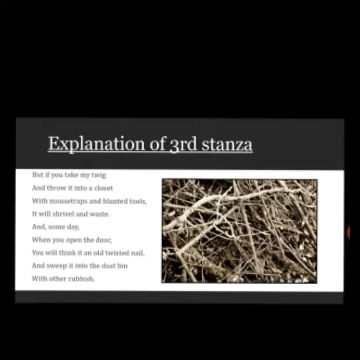 Explanation of 3rd stanza
But if you take my twig
And throw it into a closet
With mousetraps and blunted tools,
It will shrivel and waste.
And, some day,
When you open the door,
You will think it an old twisted nail.
And sweep it into the dust bin
With other rubbish.